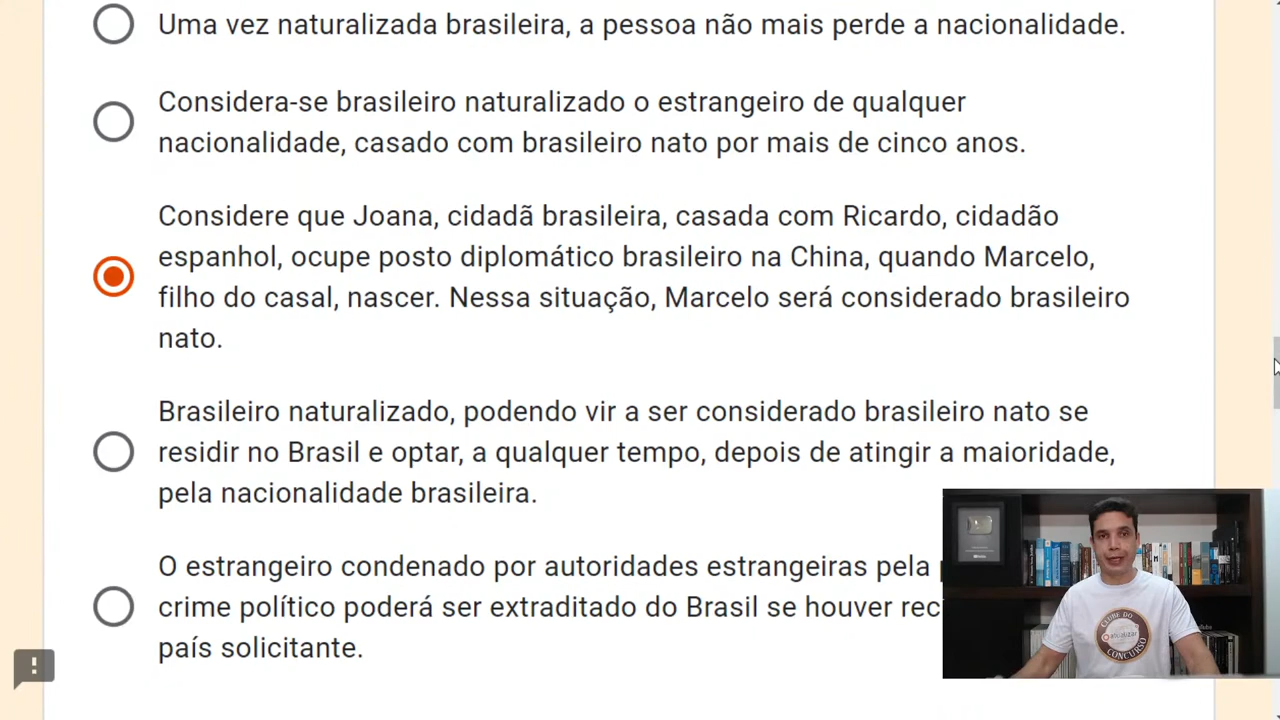 Uma vez naturalizada brasileira, a pessoa não mais perde a nacionalidade.
Considera-se brasileiro naturalizado o estrangeiro de qualquer
nacionalidade, casado com brasileiro nato por mais de cinco anos.
Considere que Joana, cidadã brasileira, casada com Ricardo, cidadão
espanhol, ocupe posto diplomático brasileiro na China, quando Marcelo,
filho do casal, nascer. Nessa situação, Marcelo será considerado brasileiro
nato.
Brasileiro naturalizado, podendo vir a ser considerado brasileiro nato se
residir no Brasil e optar, a qualquer tempo, depois de atingir a maioridade,
pela nacionalidade brasileira.
O estrangeiro condenado por autoridades estrangeiras pela
crime político poderá ser extraditado do Brasil se houver
país solicitante.
CLUBE DO
CONCURSO